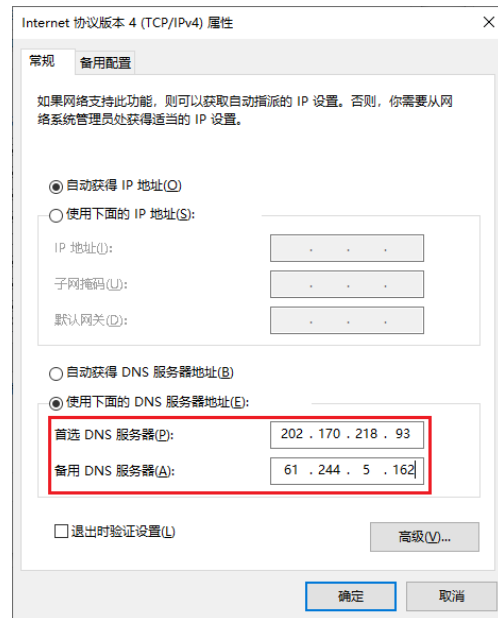 Internet 协议版本 4 (TCP/IPv4) 属性
常规 备用配置
如果网络支持此功能，则可以获取自动指派的 IP 设置。否则，你需要从网
络系统管理员处获得适当的 IP 设置。
自动获得 IP 地址(O)
使用下面的 IP 地址(S):
IP 地址(I): . . .
子网掩码(U): . . .
默认网关(D): . . .
自动获得 DNS 服务器地址(B)
使用下面的 DNS 服务器地址(E):
首选 DNS 服务器(P): 202 . 170 . 218 . 93
备用 DNS 服务器(A): 61 . 244 . 5 . 162
退出时验证设置(L)
高级(V)...
确定 取消